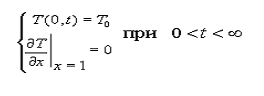 T(0,t) = T₀
∂T/∂x|ₓ₌₁ = 0
при 0 < t < ∞